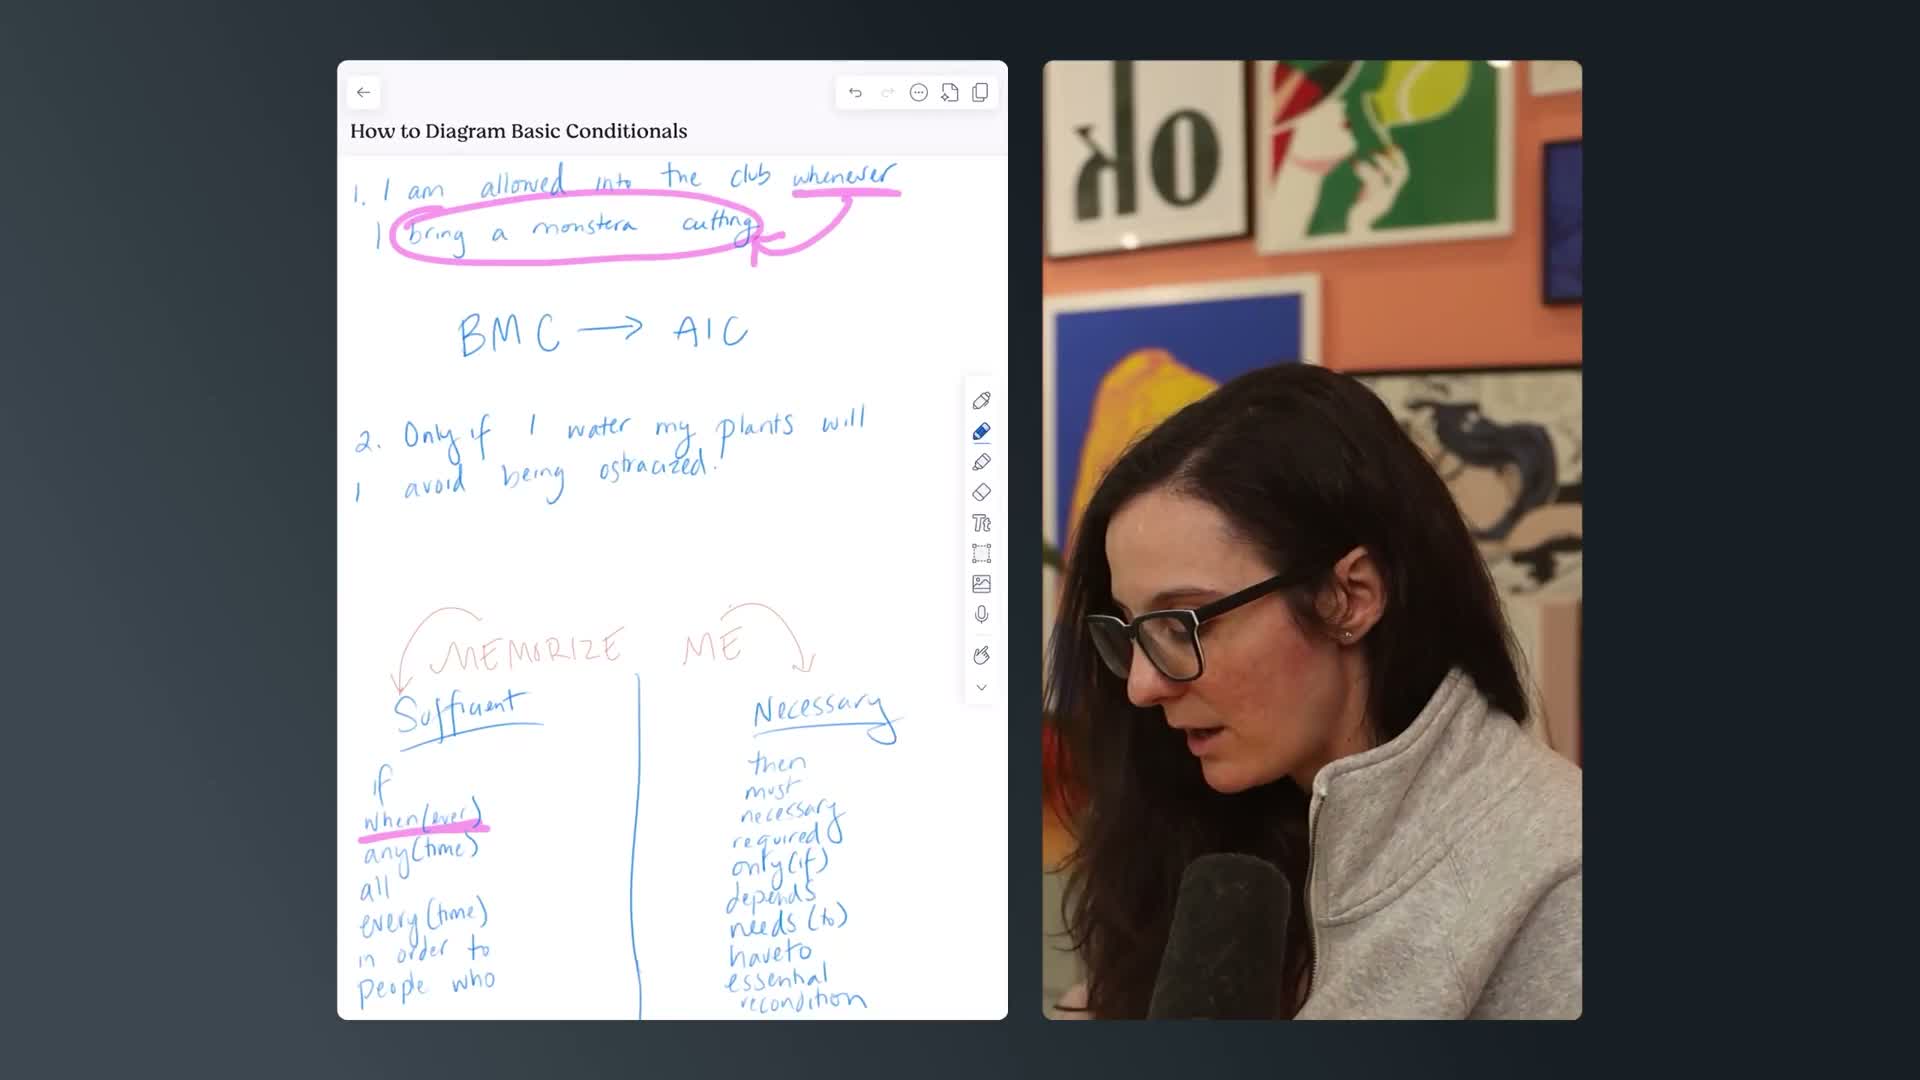 How to Diagram Basic Conditionals
1. I am allowed into the club whenever
I bring a monstera cutting
BMC → AIC
2. Only if I water my plants will
I avoid being ostracized.
MEMORIZE ME
Sufficient
if
when(ever)
any(time)
all
every(time)
in order to
people who
Necessary
then
must
necessary
required
only(if)
depends
needs (to)
have to
essential
precondition
Tt
ok